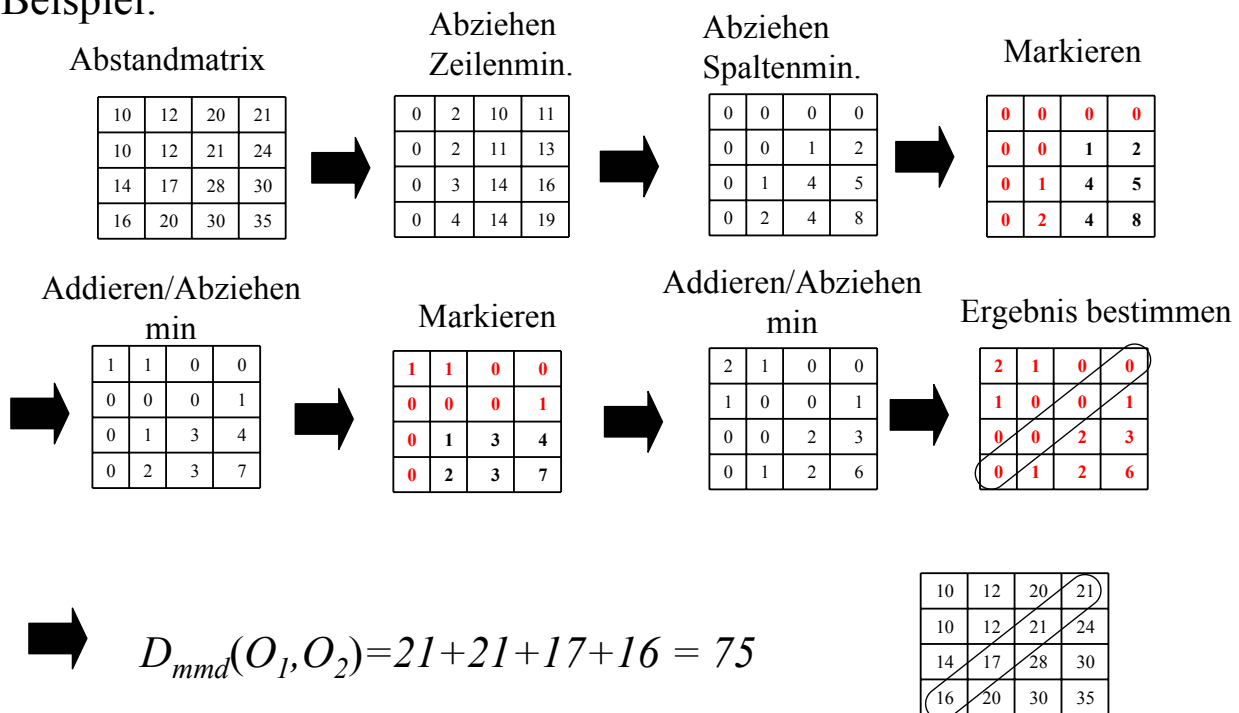 Beispiel:
Abstandmatrix
10 12 20 21
10 12 21 24
14 17 28 30
16 20 30 35
Abziehen
Zeilenmin.
0 2 10 11
0 2 11 13
0 3 14 16
0 4 14 19
Abziehen
Spaltenmin.
0 0 0 0
0 0 1 2
0 1 4 5
0 2 4 8
Markieren
0 0 0 0
0 0 1 2
0 1 4 5
0 2 4 8
Addieren/Abziehen
min
1 1 0 0
0 0 0 1
0 1 3 4
0 2 3 7
Markieren
1 1 0 0
0 0 0 1
0 1 3 4
0 2 3 7
Addieren/Abziehen
min
2 1 0 0
1 0 0 1
0 0 2 3
0 1 2 6
Ergebnis bestimmen
2 1 0 0
1 0 0 1
0 0 2 3
0 1 2 6
D_mmd(O_1,O_2)=21+21+17+16 = 75
10 12 20 21
10 12 21 24
14 17 28 30
16 20 30 35